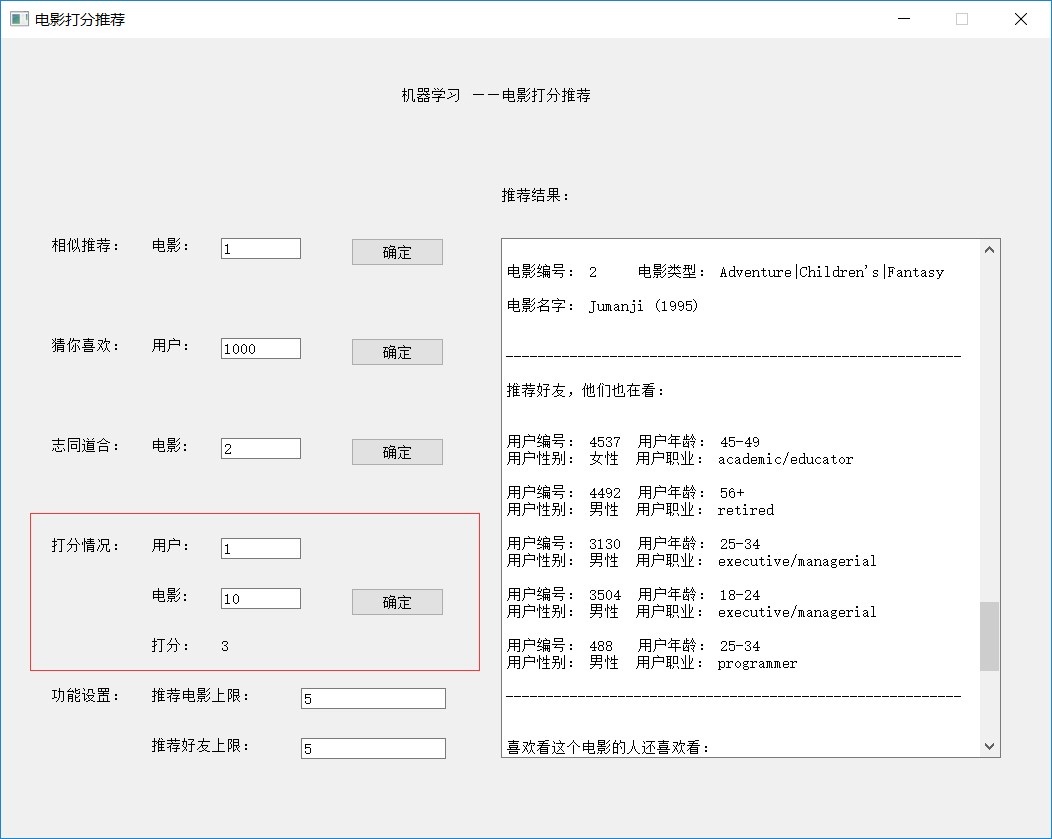 电影打分推荐
机器学习 －－电影打分推荐
推荐结果：
相似推荐： 电影： 1 确定
猜你喜欢： 用户： 1000 确定
志同道合： 电影： 2 确定
打分情况： 用户： 1
电影： 10 确定
打分： 3
功能设置： 推荐电影上限： 5
推荐好友上限： 5
电影编号： 2 电影类型： Adventure|Children's|Fantasy
电影名字： Jumanji (1995)
---------------------------------------------------------
推荐好友，他们也在看：
用户编号： 4537 用户年龄： 45-49
用户性别： 女性 用户职业： academic/educator
用户编号： 4492 用户年龄： 56+
用户性别： 男性 用户职业： retired
用户编号： 3130 用户年龄： 25-34
用户性别： 男性 用户职业： executive/managerial
用户编号： 3504 用户年龄： 18-24
用户性别： 男性 用户职业： executive/managerial
用户编号： 488 用户年龄： 25-34
用户性别： 男性 用户职业： programmer
---------------------------------------------------------
喜欢看这个电影的人还喜欢看：